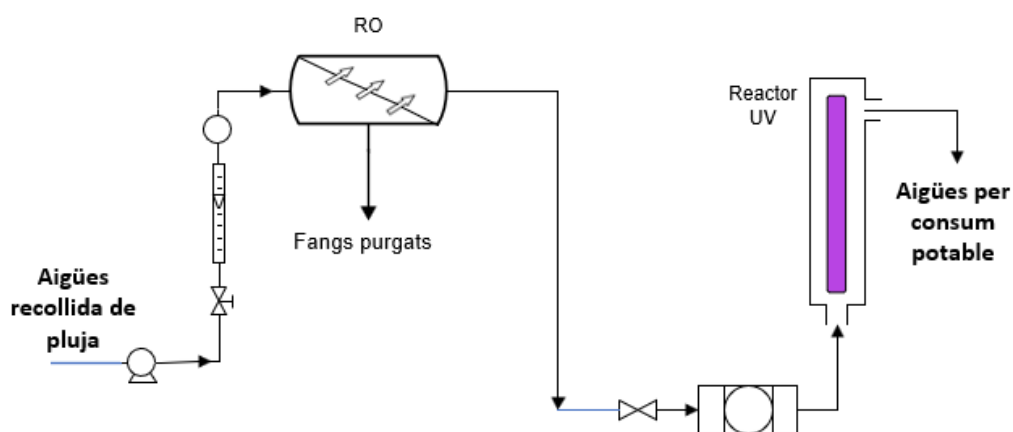 RO
Reactor
UV
Aigües per
consum
potable
Fangs purgats
Aigües
recollida de
pluja